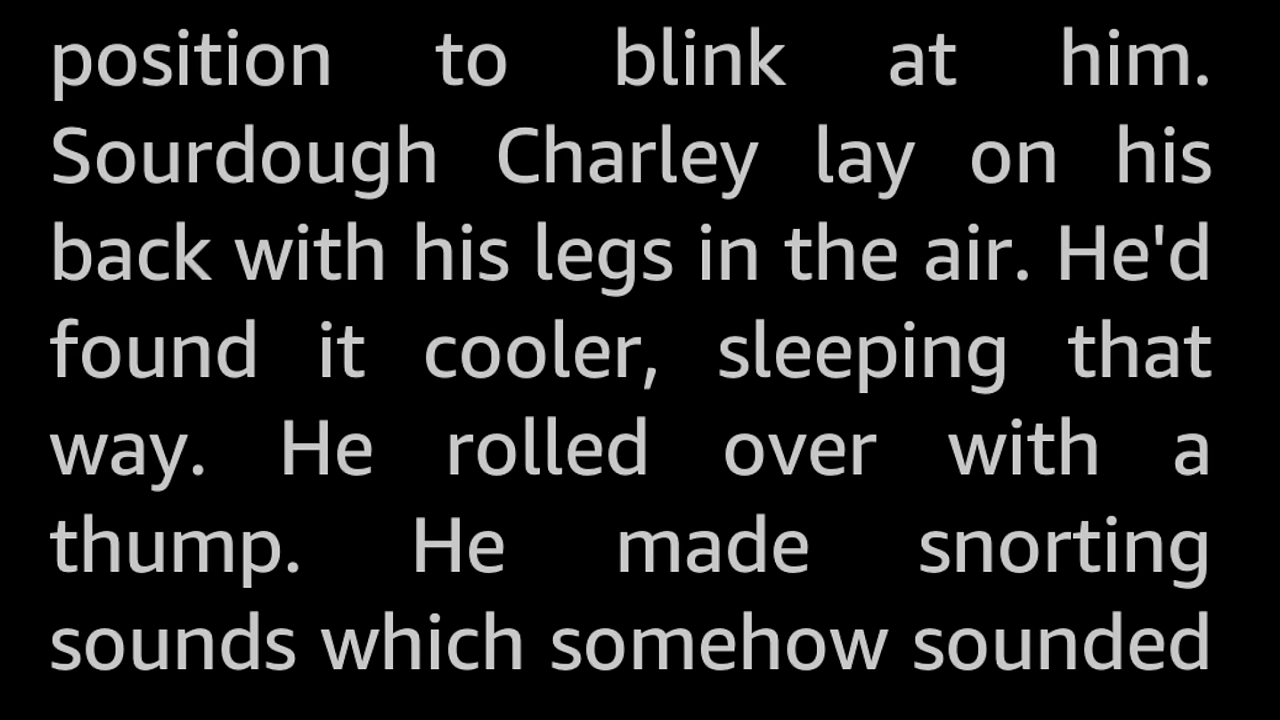 position to blink at him.
Sourdough Charley lay on his
back with his legs in the air. He'd
found it cooler, sleeping that
way. He rolled over with a
thump. He made snorting
sounds which somehow sounded